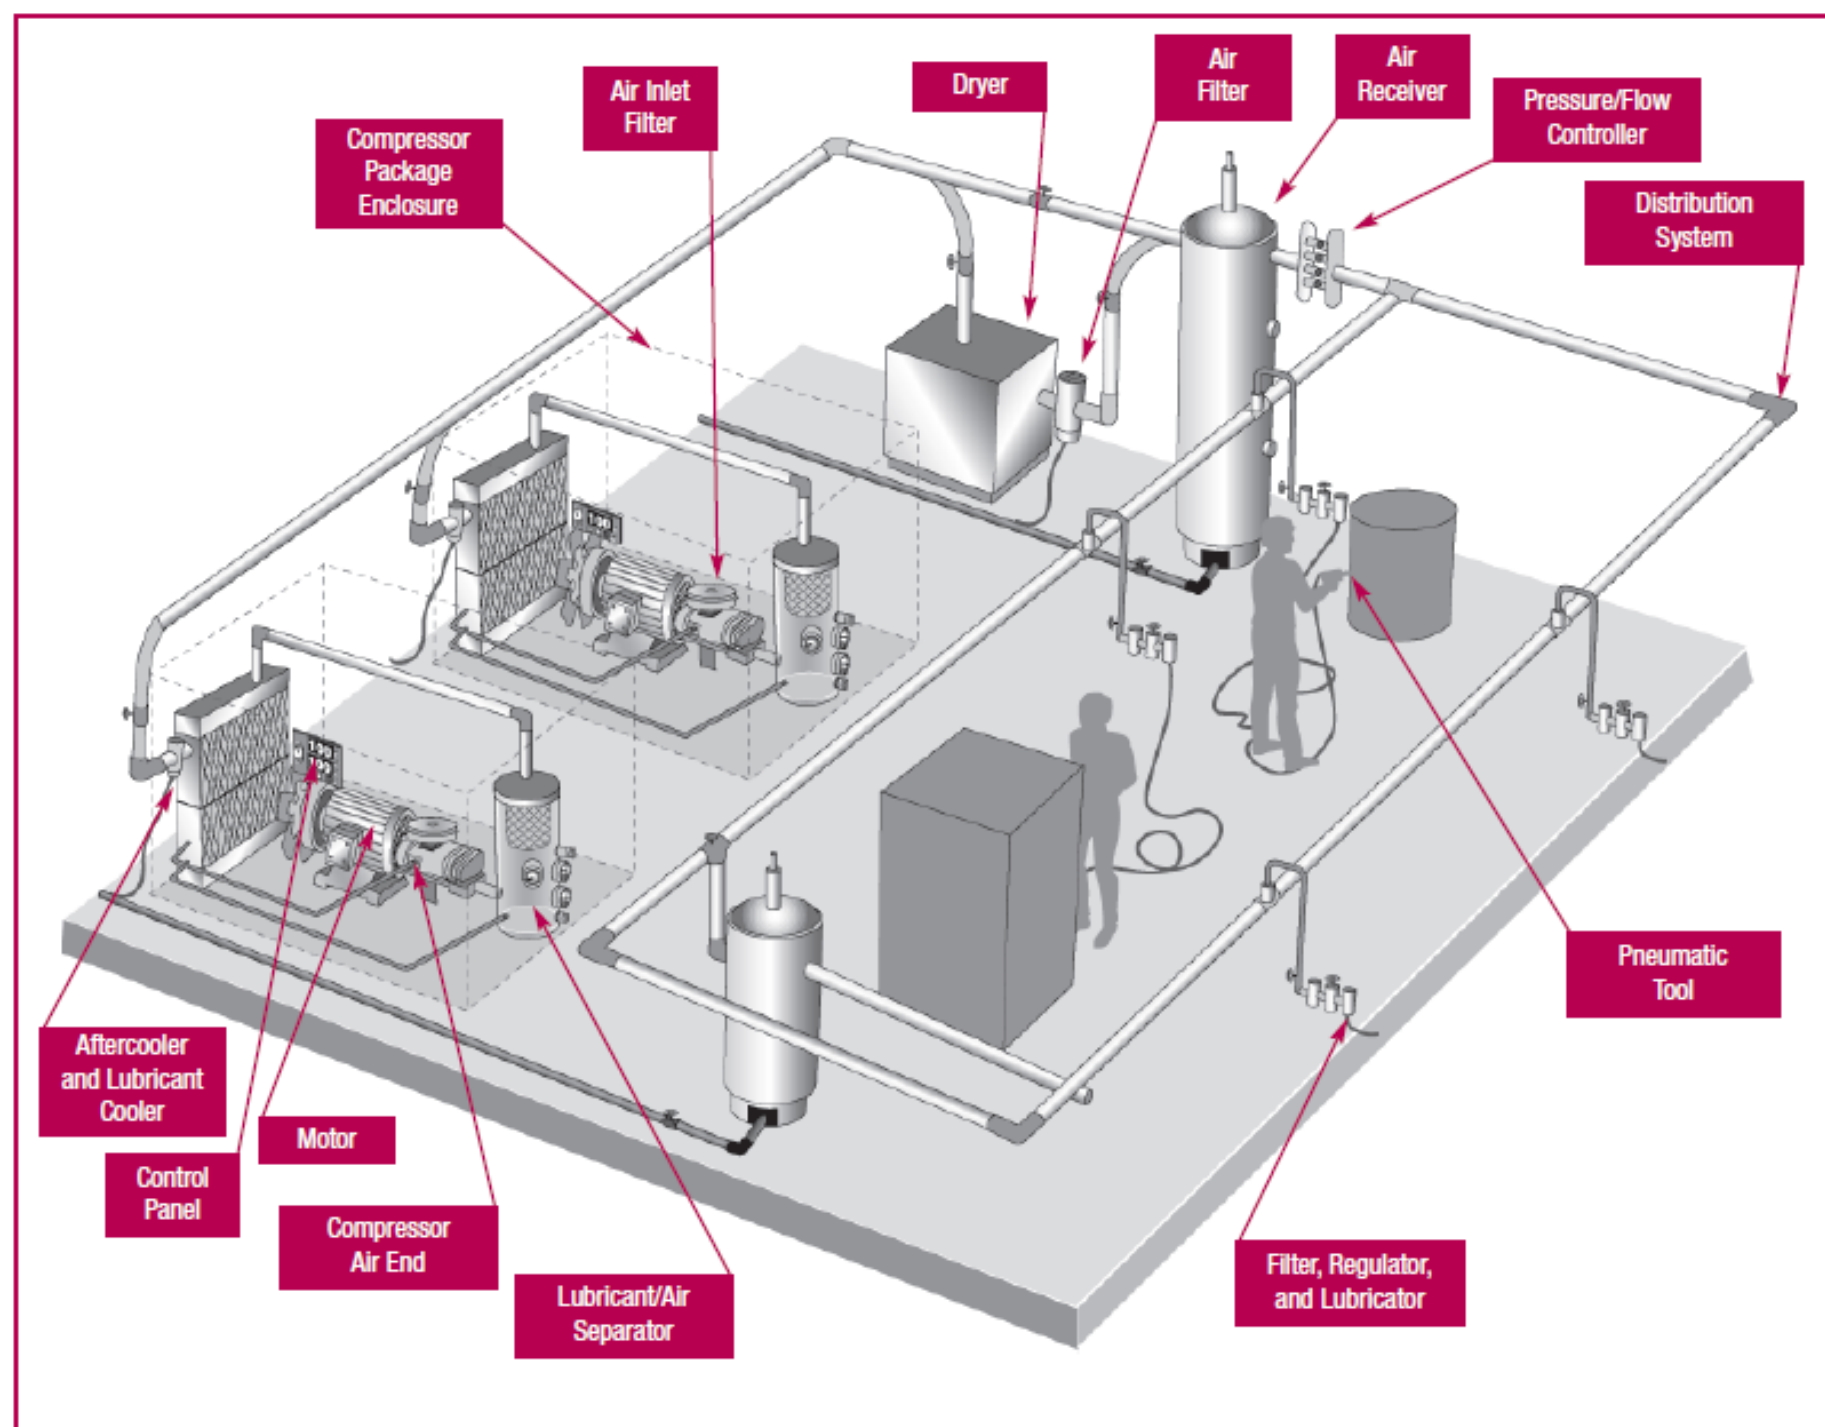 Air Inlet
Filter
Dryer
Air
Filter
Air
Receiver
Pressure/Flow
Controller
Compressor
Package
Enclosure
Distribution
System
Pneumatic
Tool
Aftercooler
and Lubricant
Cooler
Motor
Control
Panel
Compressor
Air End
Lubricant/Air
Separator
Filter, Regulator,
and Lubricator